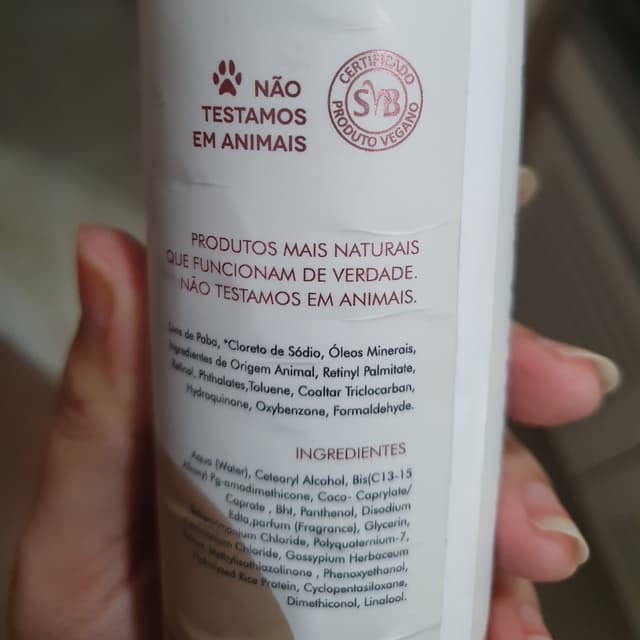 NÃO
TESTAMOS
EM ANIMAIS
CERTIFICADO
SVB
PRODUTO VEGANO
PRODUTOS MAIS NATURAIS
QUE FUNCIONAM DE VERDADE.
NÃO TESTAMOS EM ANIMAIS.
de Paba, *Cloreto de Sódio, Óleos Minerais,
Ingredientes de Origem Animal, Retinyl Palmitate,
Phthalates,Toluene, Coaltar Triclocarban,
Hydroquinone, Oxybenzone, Formaldehyde.
INGREDIENTES
Aqua (Water), Cetearyl Alcohol, Bis(C13-15
Alkoxy) Pg-amodimethicone, Coco- Caprylate/
Caprate , Bht, Panthenol, Disodium
Edta,parfum (Fragrance), Glycerin,
Chloride, Polyquaternium-7,
Chloride, Gossypium Herbaceum
Methylisothiazolinone , Phenoxyethanol,
Hydrolysed Rice Protein, Cyclopentasiloxane,
Dimethiconol, Linalool.